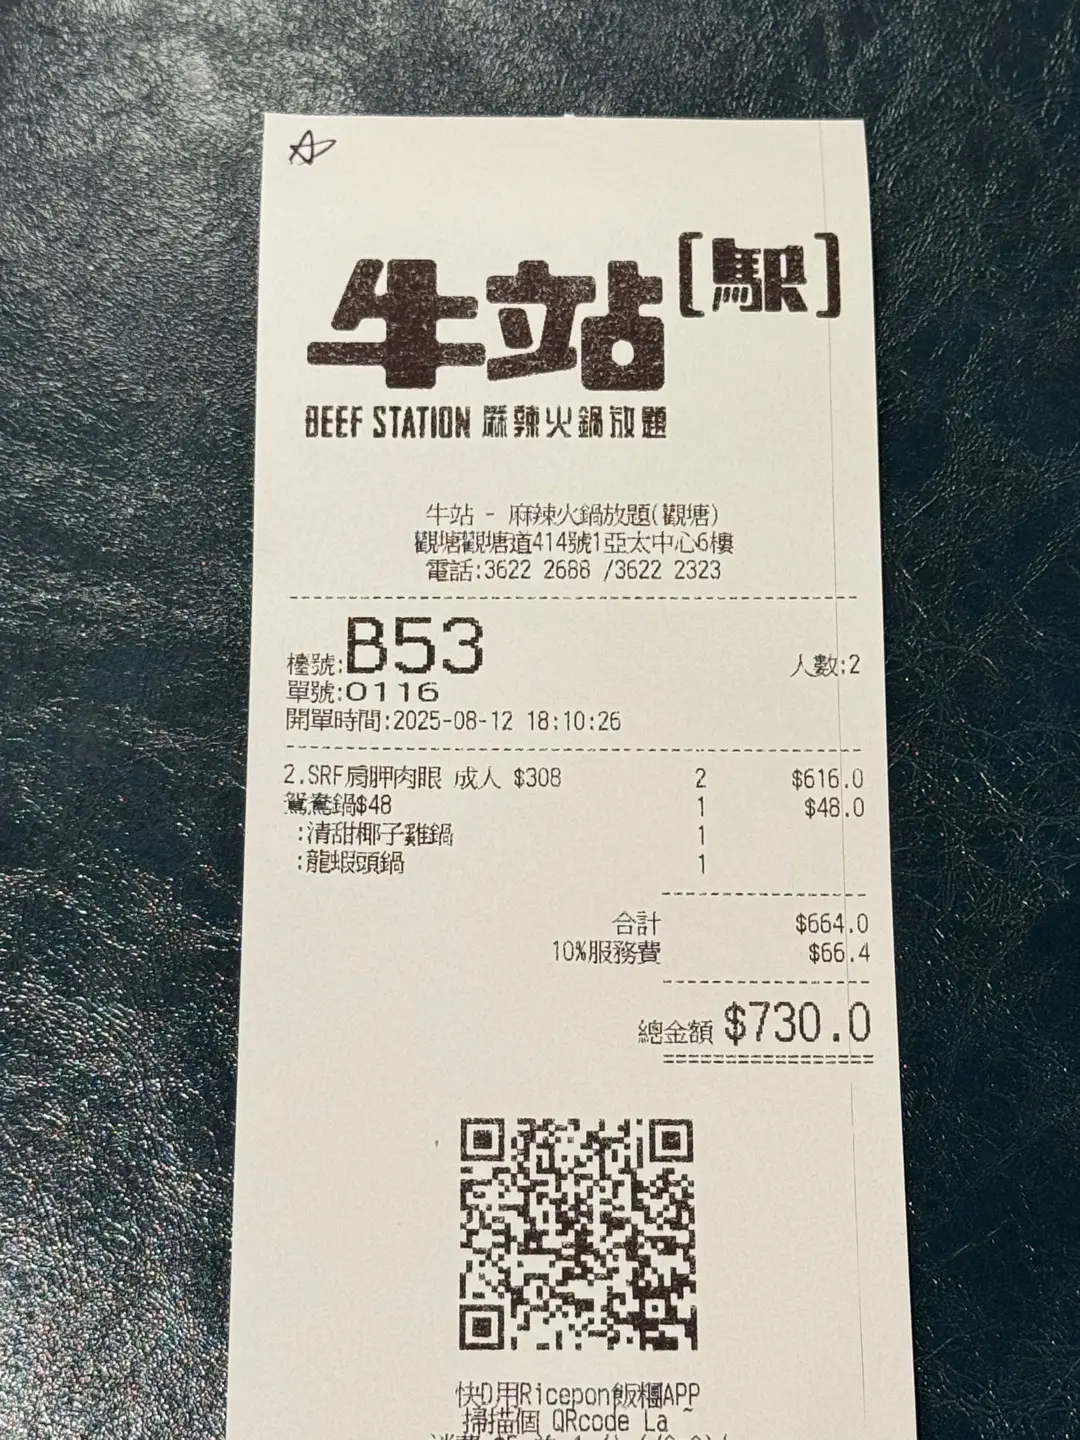 牛站 [駅]
BEEF STATION 麻辣火鍋放題
牛站 - 麻辣火鍋放題(觀塘)
觀塘觀塘道414號1亞太中心6樓
電話:3622 2688 /3622 2323
檯號:B53 人數:2
單號:0116
開單時間:2025-08-12 18:10:26
2.SRF肩胛肉眼 成人 $308 2 $616.0
鴛鴦鍋$48 1 $48.0
:清甜椰子雞鍋 1
:龍蝦頭鍋 1
合計 $664.0
10%服務費 $66.4
總金額 $730.0
快D用Ricepon飯糰APP
掃描個 QRcode La ~